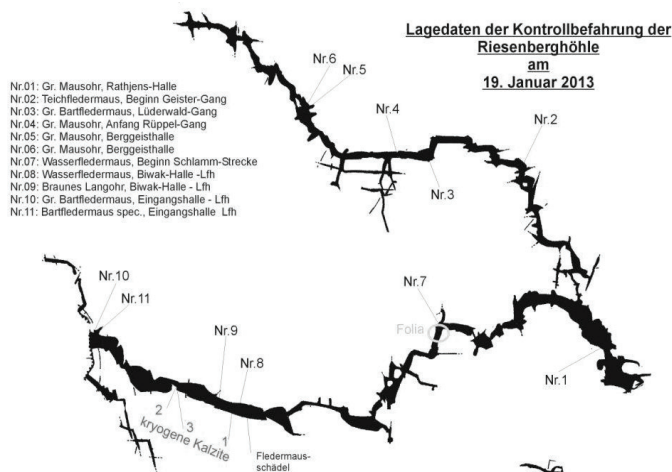 Lagedaten der Kontrollbefahrung der
Riesenberghöhle
am
19. Januar 2013
Nr.01: Gr. Mausohr, Rathjens-Halle
Nr.02: Teichfledermaus, Beginn Geister-Gang
Nr.03: Gr. Bartfledermaus, Lüderwald-Gang
Nr.04: Gr. Mausohr, Anfang Rüppel-Gang
Nr.05: Gr. Mausohr, Berggeisthalle
Nr.06: Gr. Mausohr, Berggeisthalle
Nr.07: Wasserfledermaus, Beginn Schlamm-Strecke
Nr.08: Wasserfledermaus, Biwak-Halle -Lfh
Nr.09: Braunes Langohr, Biwak-Halle - Lfh
Nr.10: Gr. Bartfledermaus, Eingangshalle - Lfh
Nr.11: Bartfledermaus spec., Eingangshalle Lfh
Nr.6
Nr.5
Nr.4
Nr.2
Nr.3
Nr.10
Nr.11
Nr.7
Folia
Nr.9
Nr.8
Nr.1
2
3
1
kryogene Kalzite
Fledermaus-
schädel